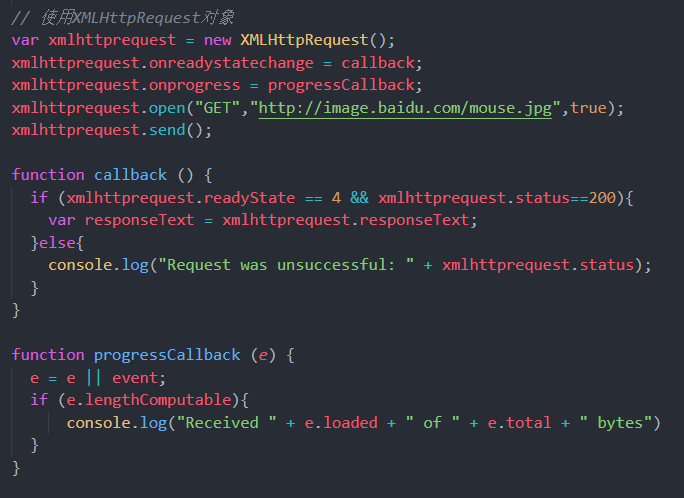 // 使用XMLHttpRequest对象
var xmlhttprequest = new XMLHttpRequest();
xmlhttprequest.onreadystatechange = callback;
xmlhttprequest.onprogress = progressCallback;
xmlhttprequest.open("GET","http://image.baidu.com/mouse.jpg",true);
xmlhttprequest.send();

function callback () {
  if (xmlhttprequest.readyState == 4 && xmlhttprequest.status==200){
    var responseText = xmlhttprequest.responseText;
  }else{
    console.log("Request was unsuccessful: " + xmlhttprequest.status);
  }
}

function progressCallback (e) {
  e = e || event;
  if (e.lengthComputable){
      console.log("Received " + e.loaded + " of " + e.total + " bytes")
  }
}